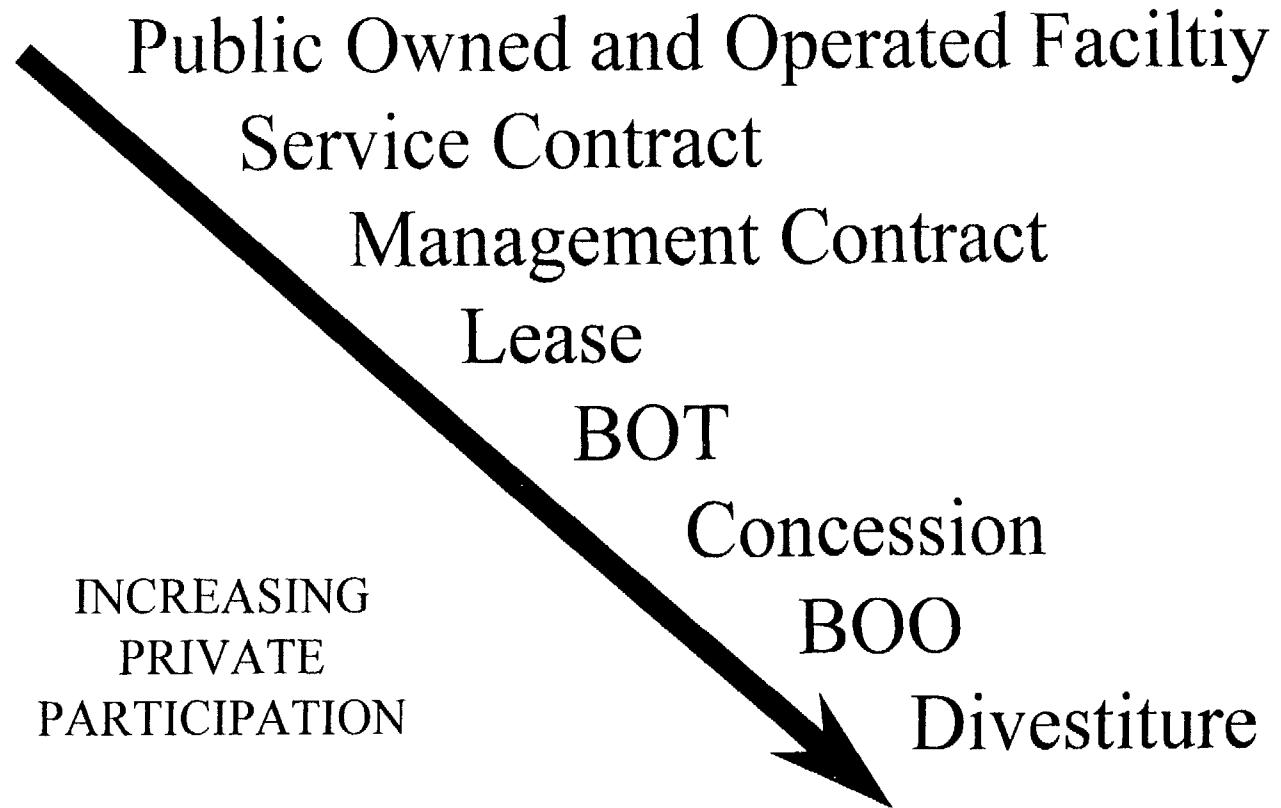 Public Owned and Operated Faciltiy
Service Contract
Management Contract
Lease
BOT
Concession
BOO
Divestiture
INCREASING
PRIVATE
PARTICIPATION